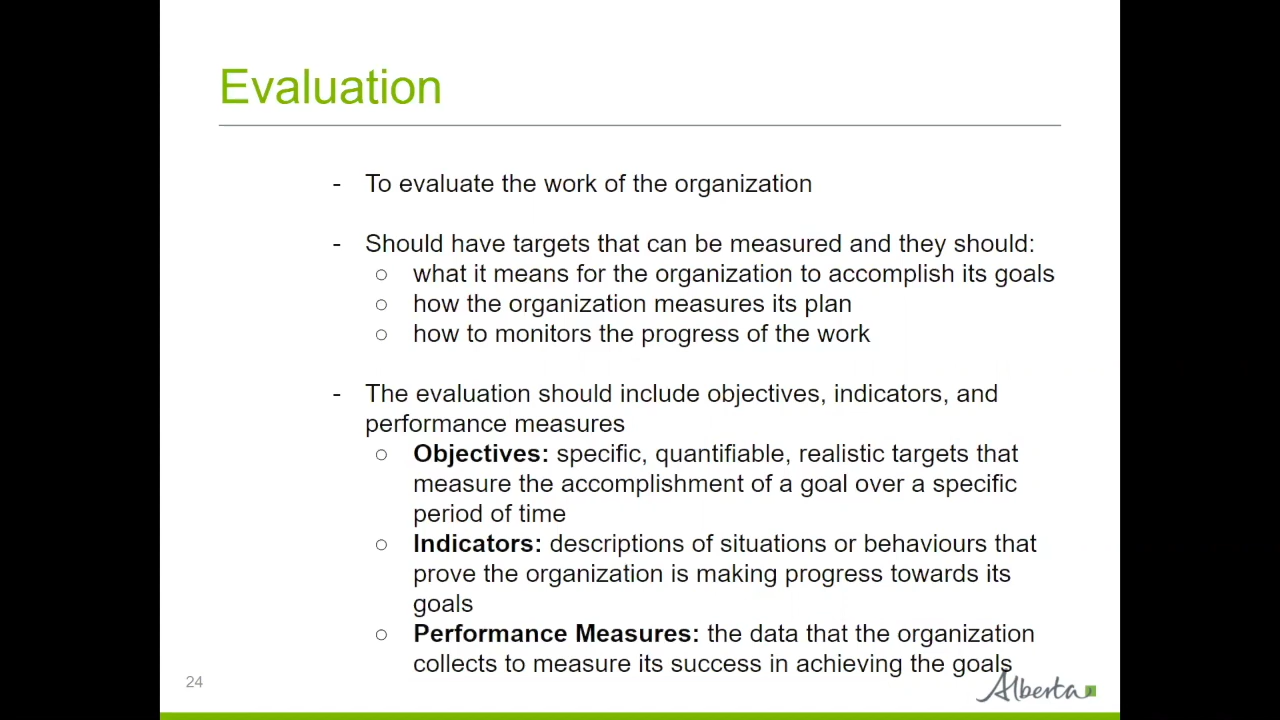 Evaluation
- To evaluate the work of the organization
- Should have targets that can be measured and they should:
○ what it means for the organization to accomplish its goals
○ how the organization measures its plan
○ how to monitors the progress of the work
- The evaluation should include objectives, indicators, and
performance measures
○ Objectives: specific, quantifiable, realistic targets that
measure the accomplishment of a goal over a specific
period of time
○ Indicators: descriptions of situations or behaviours that
prove the organization is making progress towards its
goals
○ Performance Measures: the data that the organization
collects to measure its success in achieving the goals
24
Alberta